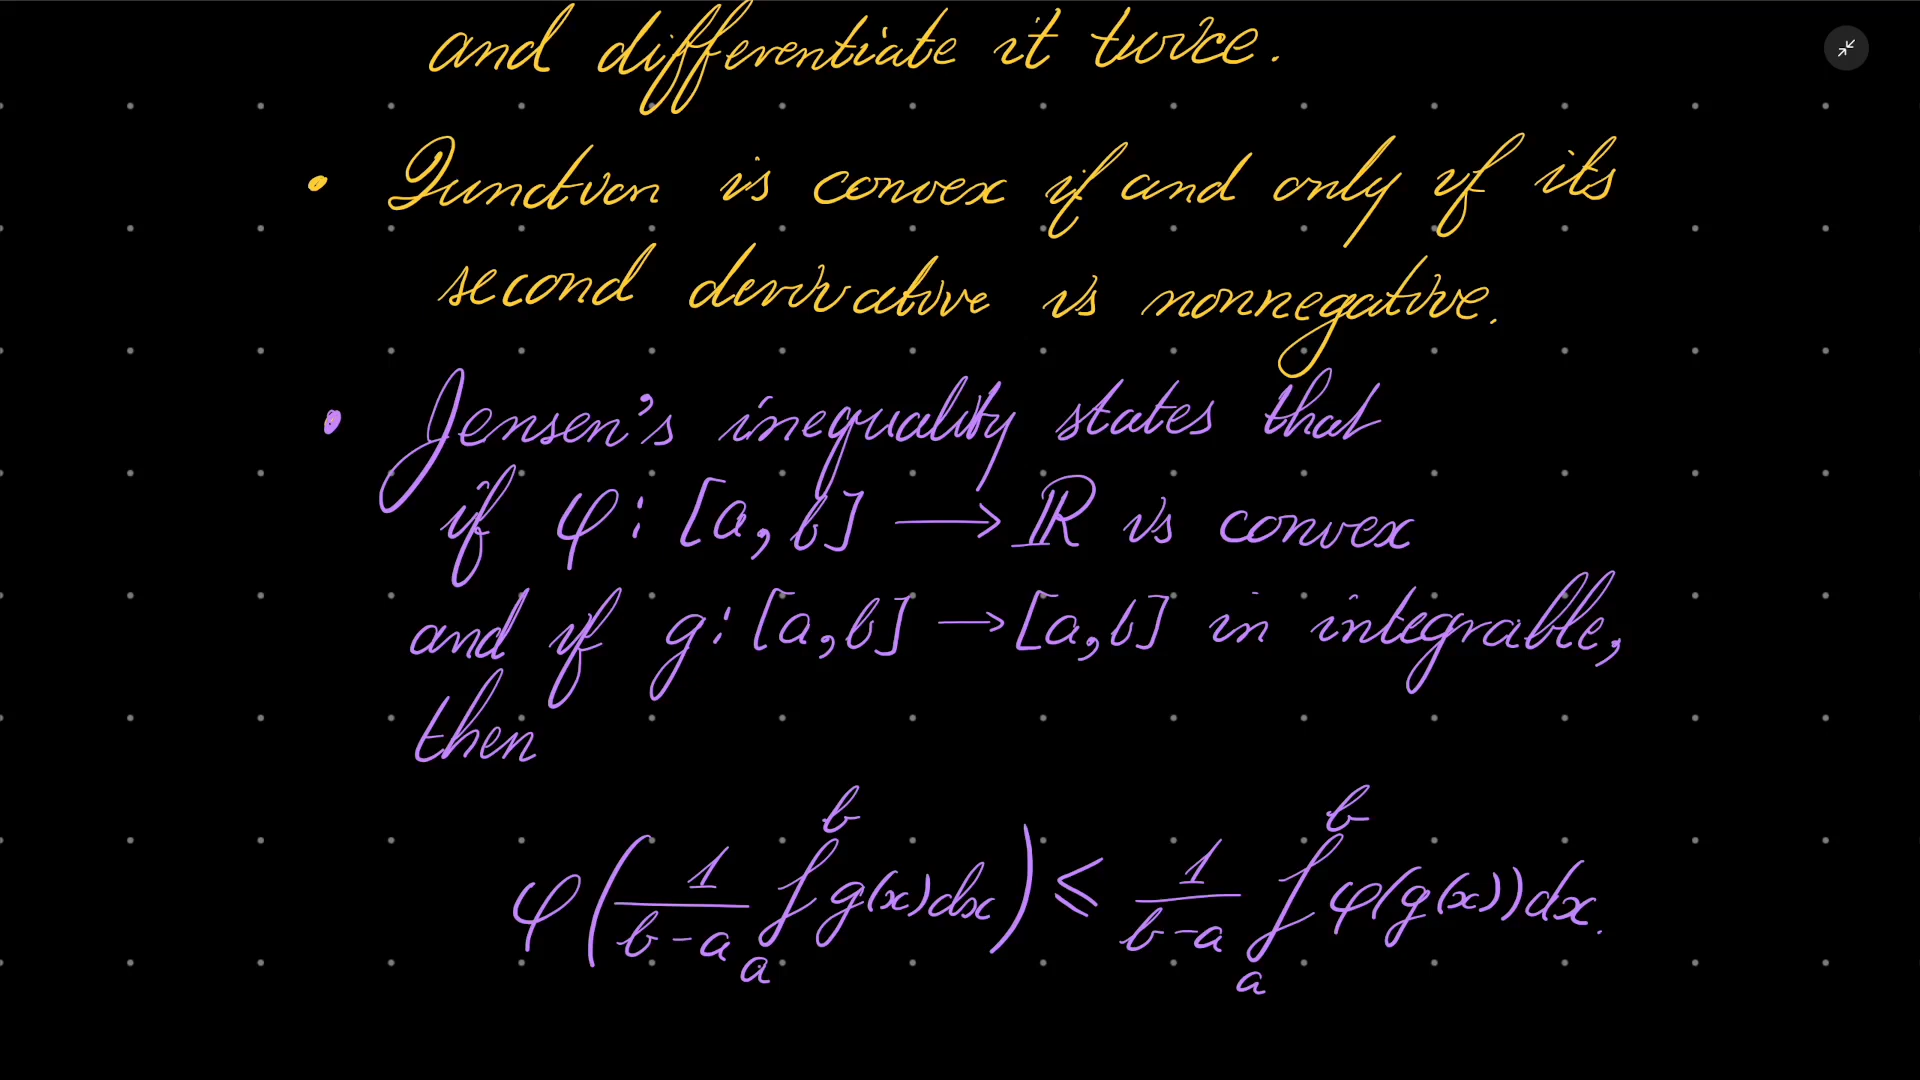 and differentiate it twice.
• Function is convex if and only if its
second derivative is nonnegative.
• Jensen's inequality states that
if φ: [a, b] → ℝ is convex
and if g: [a, b] → [a, b] in integrable,
then
φ(1/(b-a) ∫_a^b g(x)dx) ≤ 1/(b-a) ∫_a^b φ(g(x))dx.